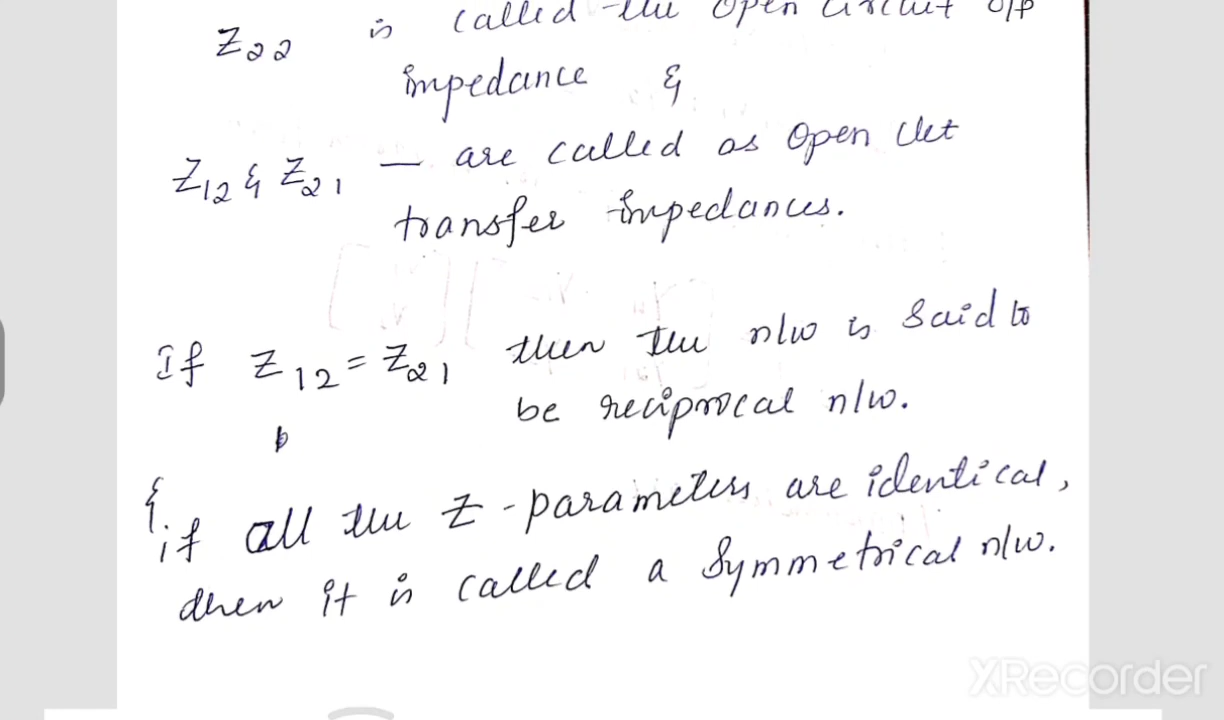 Z22 is called the open circuit o/p
impedance &
Z12 & Z21 — are called as open ckt
transfer impedances.
If Z12 = Z21 then the n/w is said to
be reciprocal n/w.
& if all the Z-parameters are identical,
then it is called a Symmetrical n/w.
XRecorder